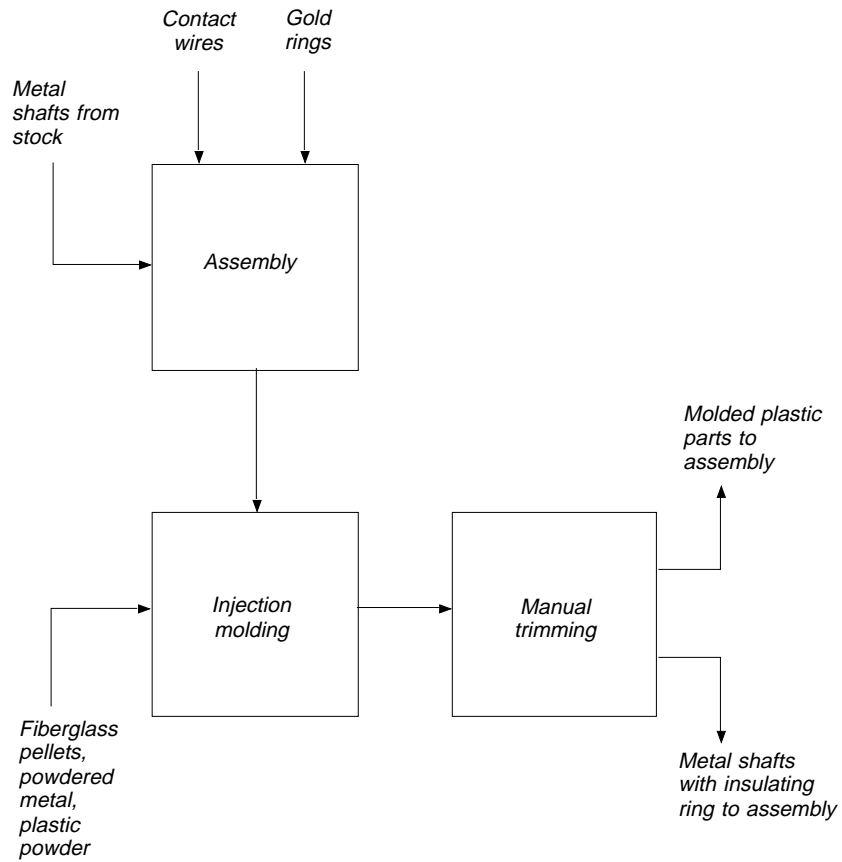 Contact
wires
Gold
rings
Metal
shafts from
stock
Assembly
Molded plastic
parts to
assembly
Injection
molding
Manual
trimming
Fiberglass
pellets,
powdered
metal,
plastic
powder
Metal shafts
with insulating
ring to assembly